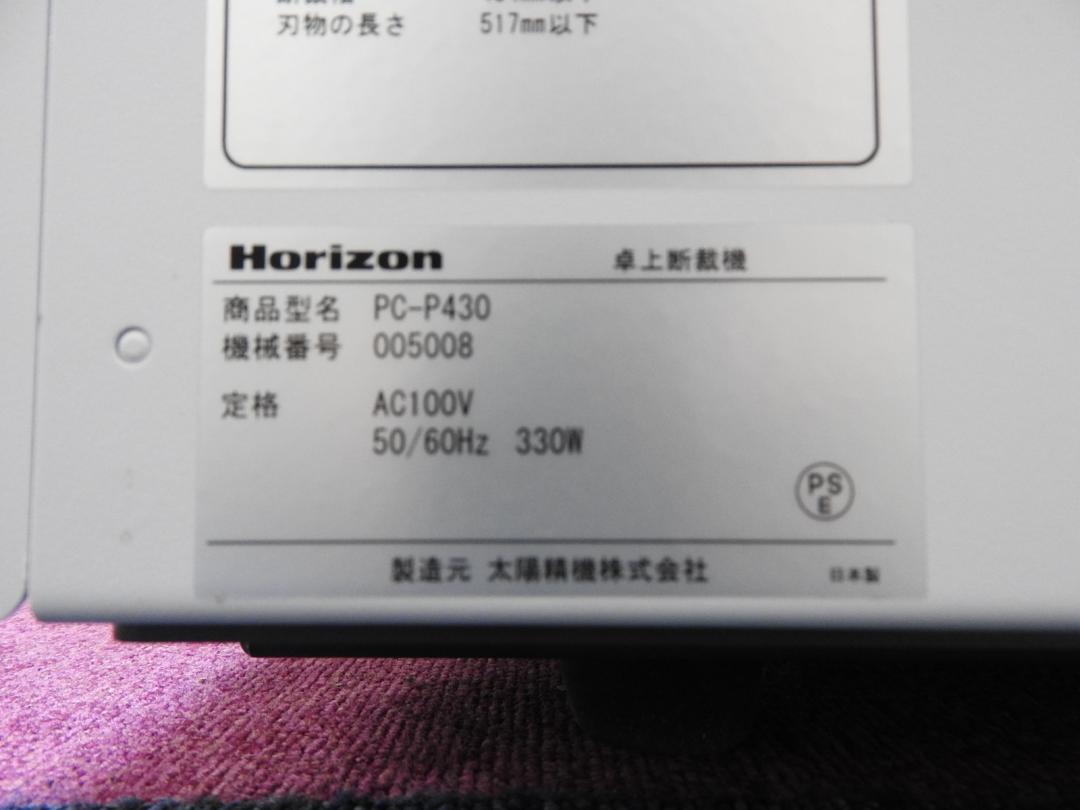 刃物の長さ 517mm以下
Horizon 卓上断裁機
商品型名 PC-P430
機械番号 005008
定格 AC100V
50/60Hz 330W
PS
E
製造元 太陽精機株式会社 日本製